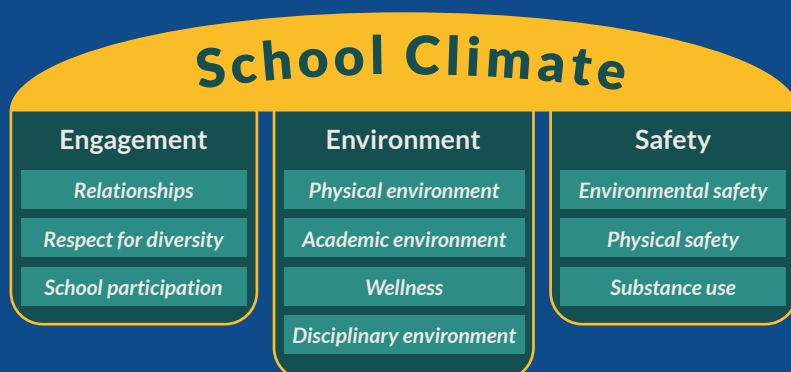 School Climate
Engagement
Relationships
Respect for diversity
School participation
Environment
Physical environment
Academic environment
Wellness
Disciplinary environment
Safety
Environmental safety
Physical safety
Substance use